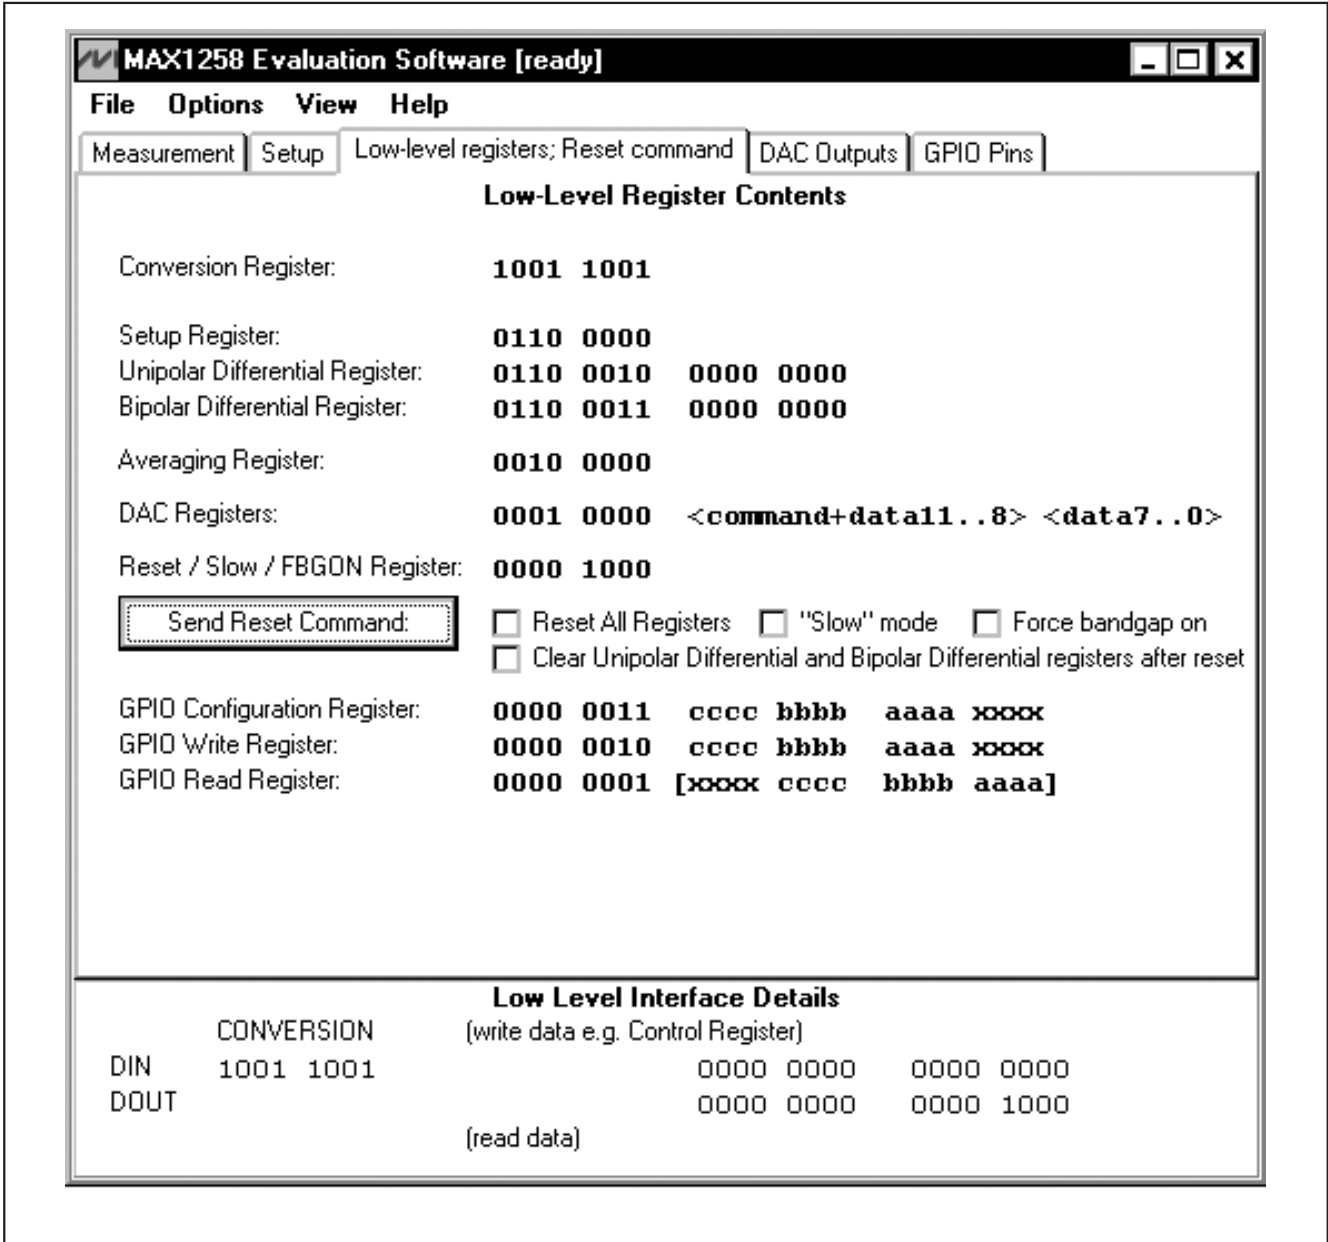 MAX1258 Evaluation Software [ready]
File Options View Help
Measurement Setup Low-level registers; Reset command DAC Outputs GPIO Pins
Low-Level Register Contents
Conversion Register: 1001 1001
Setup Register: 0110 0000
Unipolar Differential Register: 0110 0010 0000 0000
Bipolar Differential Register: 0110 0011 0000 0000
Averaging Register: 0010 0000
DAC Registers: 0001 0000 <command+data11..8> <data7..0>
Reset / Slow / FBGON Register: 0000 1000
Send Reset Command: Reset All Registers "Slow" mode Force bandgap on
Clear Unipolar Differential and Bipolar Differential registers after reset
GPIO Configuration Register: 0000 0011 cccc bbbb aaaa xxxx
GPIO Write Register: 0000 0010 cccc bbbb aaaa xxxx
GPIO Read Register: 0000 0001 [xxxx cccc bbbb aaaa]
Low Level Interface Details
CONVERSION (write data e.g. Control Register)
DIN 1001 1001 0000 0000 0000 0000
DOUT 0000 0000 0000 1000
(read data)